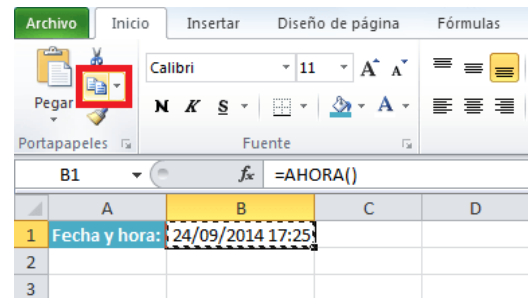 Archivo Inicio Insertar Diseño de página Fórmulas
Calibri 11 A A
Pegar
N K S A
Portapapeles Fuente
B1 fx =AHORA()
A B C D
1 Fecha y hora: 24/09/2014 17:25
2
3